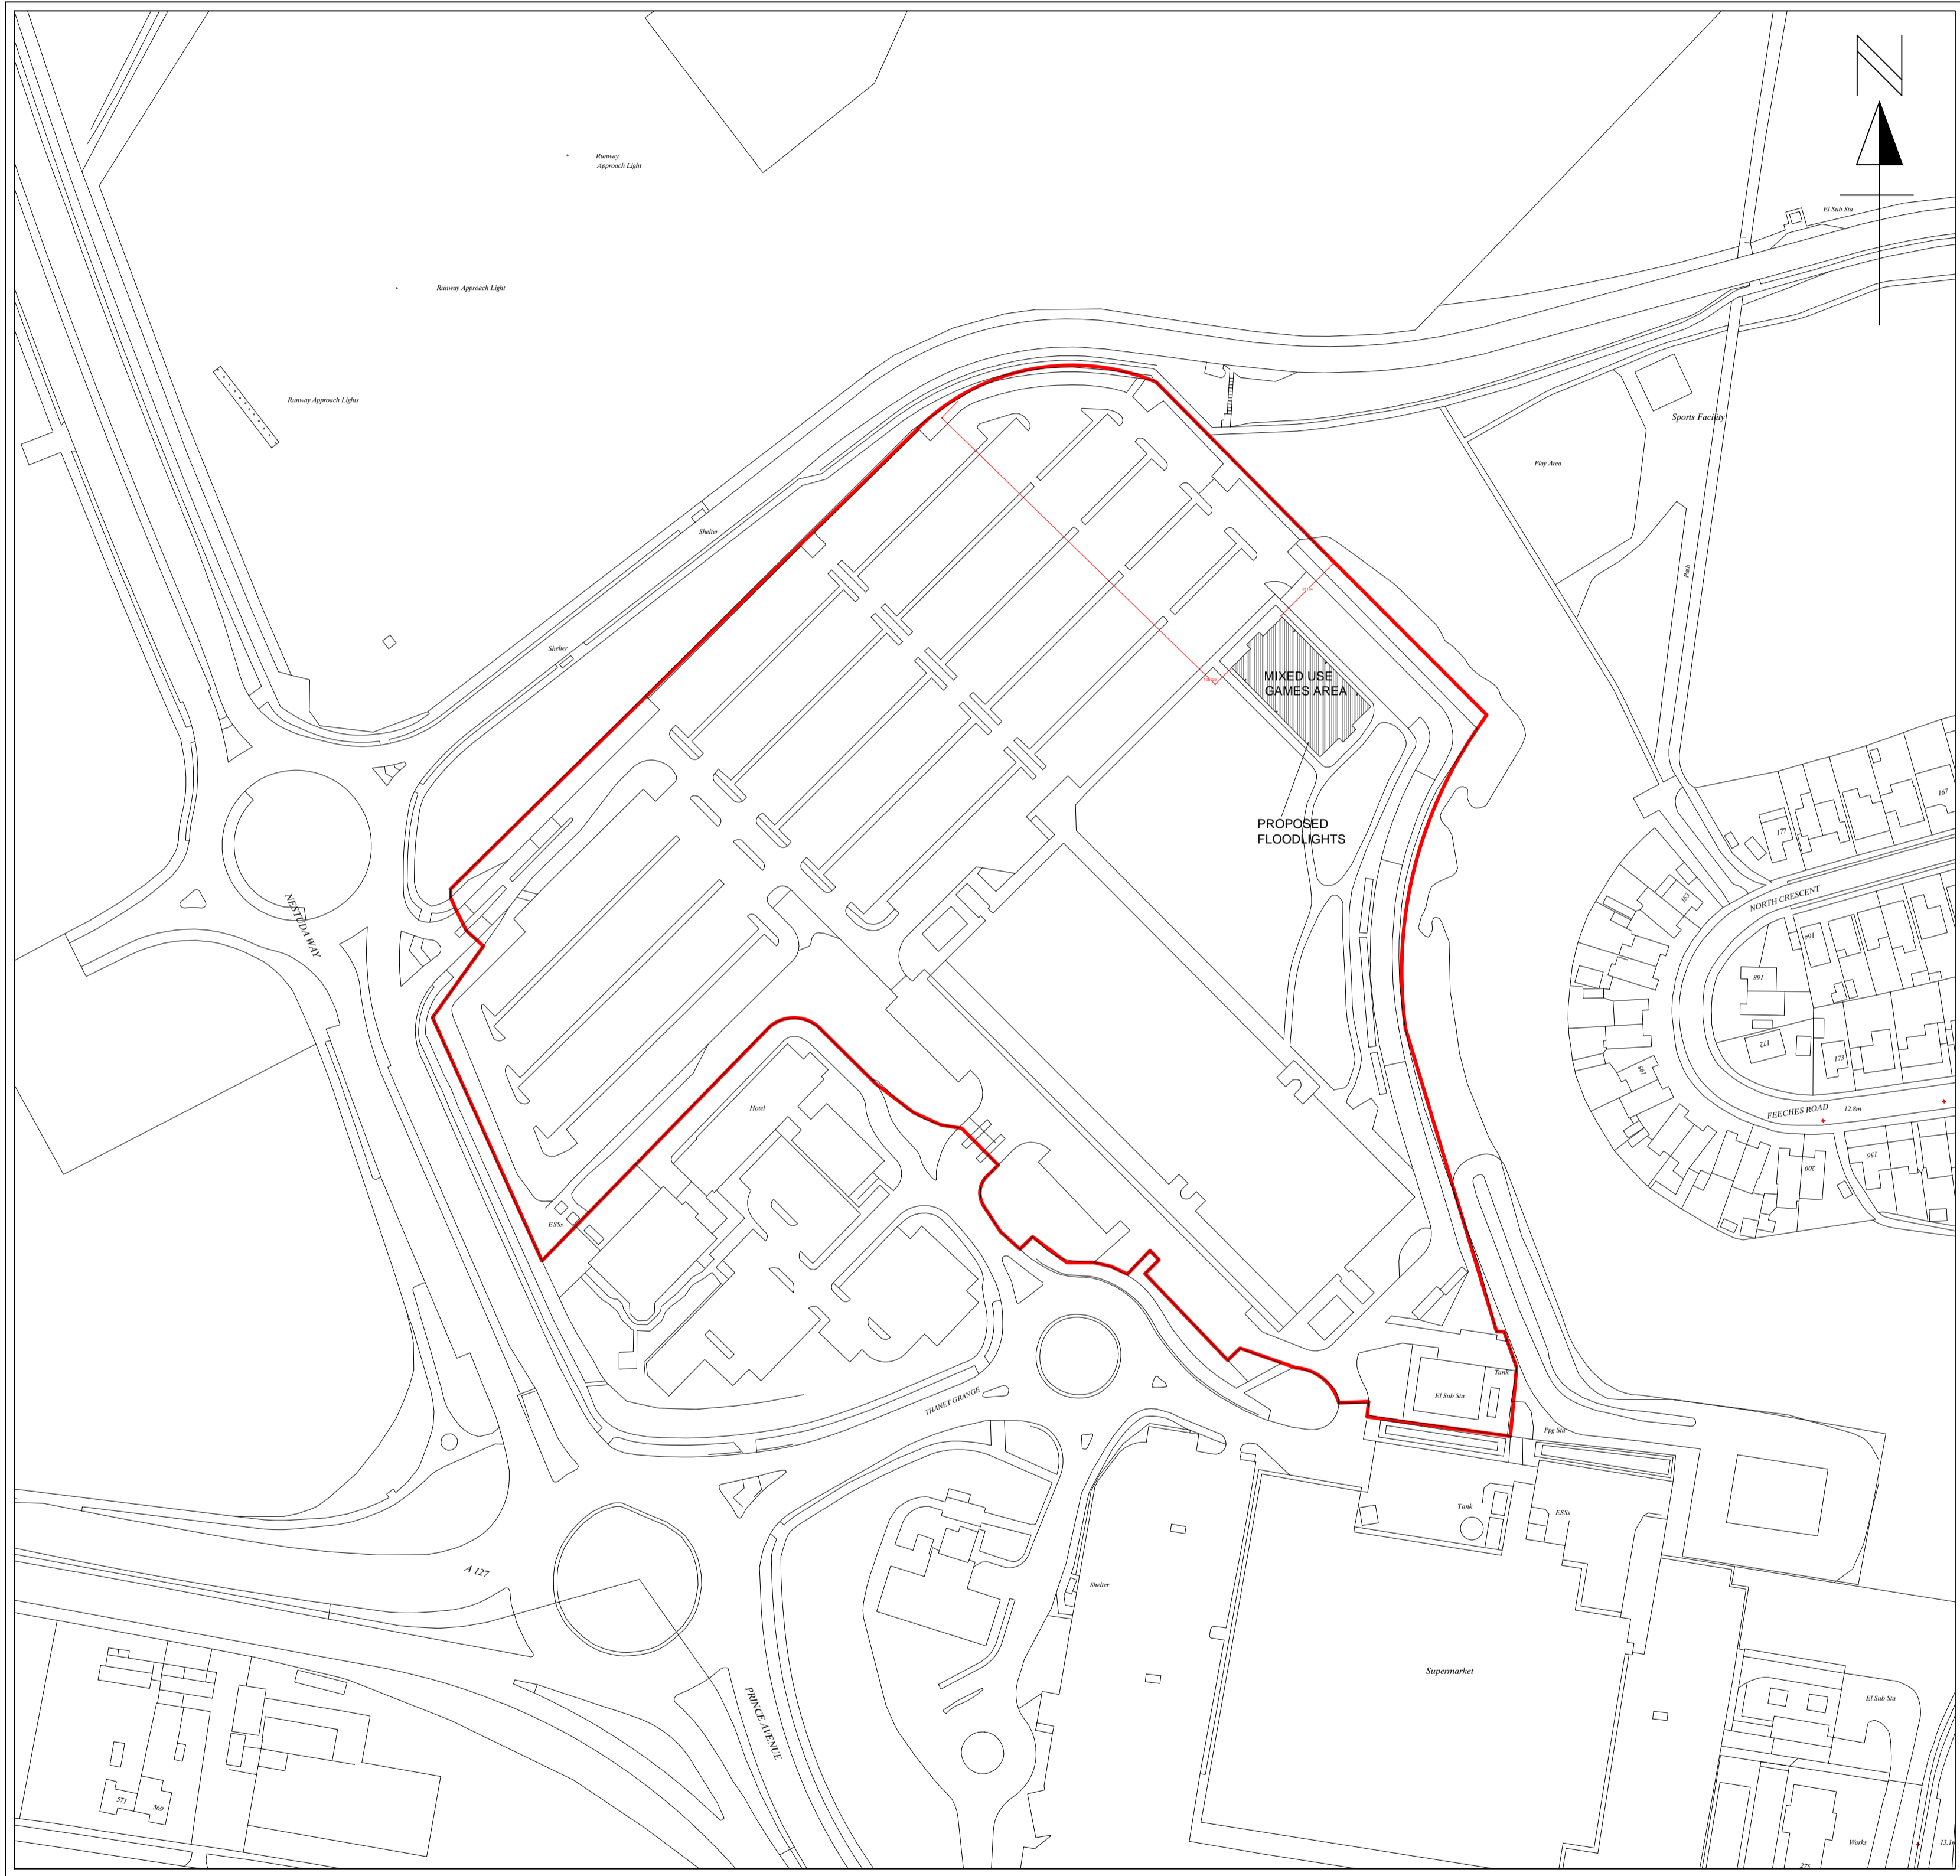 N
El Sub Sta
Runway
Approach Light
Runway Approach Light
Runway Approach Lights
Sports Facility
Play Area
Shelter
Path
Shelter
MIXED USE
GAMES AREA
PROPOSED
FLOODLIGHTS
167
177
183
NORTH CRESCENT
164
168
172
173
195
FEECHES ROAD
12.8m
156
209
NESTUDA WAY
Hotel
ESSs
Tank
El Sub Sta
THANET GRANGE
Ppg Sta
Tank
ESSs
A 127
Shelter
Supermarket
El Sub Sta
PRINCE AVENUE
571
569
Works
275